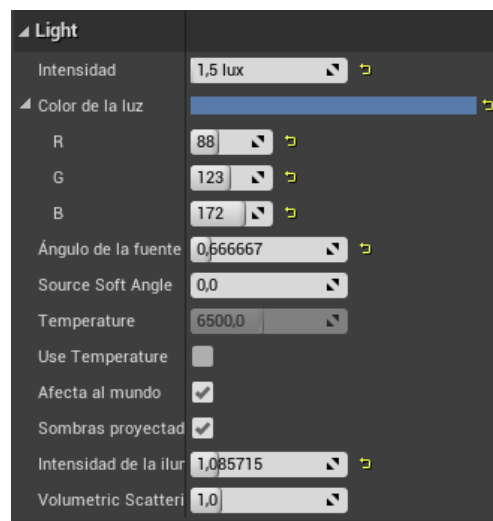 Light
Intensidad 1,5 lux
Color de la luz
R 88
G 123
B 172
Ángulo de la fuente 0,666667
Source Soft Angle 0,0
Temperature 6500,0
Use Temperature
Afecta al mundo
Sombras proyectad
Intensidad de la ilur 1,085715
Volumetric Scatteri 1,0